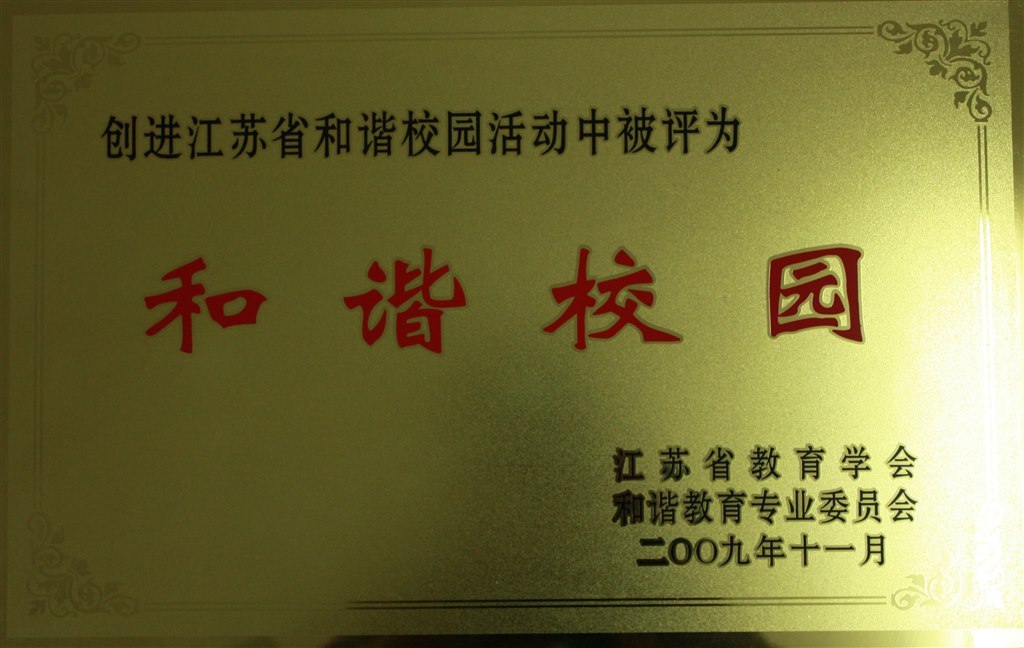 创进江苏省和谐校园活动中被评为
和谐校园
江苏省教育学会
和谐教育专业委员会
二〇〇九年十一月